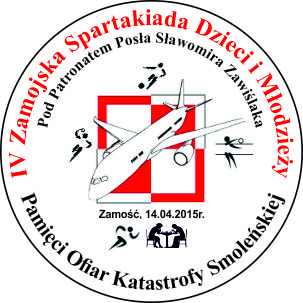 IV Zamojska Spartakiada Dzieci i Młodzieży
Pod Patronatem Posła Sławomira Zawiślaka
Zamość, 14.04.2015r.
Pamięci Ofiar Katastrofy Smoleńskiej